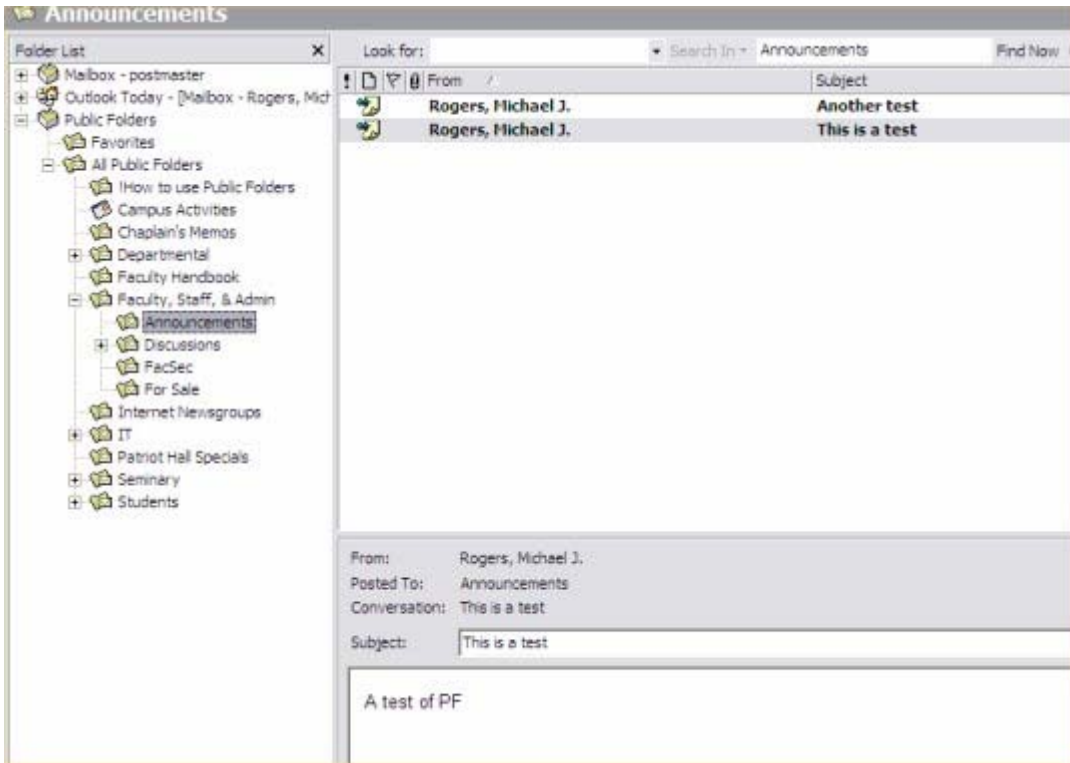 Announcements
Folder List
Mailbox - postmaster
Outlook Today - [Mailbox - Rogers, Mich
Public Folders
Favorites
All Public Folders
!How to use Public Folders
Campus Activities
Chaplain's Memos
Departmental
Faculty Handbook
Faculty, Staff, & Admin
Announcements
Discussions
FacSec
For Sale
Internet Newsgroups
IT
Patriot Hall Specials
Seminary
Students
Look for: Search In Announcements Find Now
! From Subject
Rogers, Michael J. Another test
Rogers, Michael J. This is a test
From: Rogers, Michael J.
Posted To: Announcements
Conversation: This is a test
Subject: This is a test
A test of PF